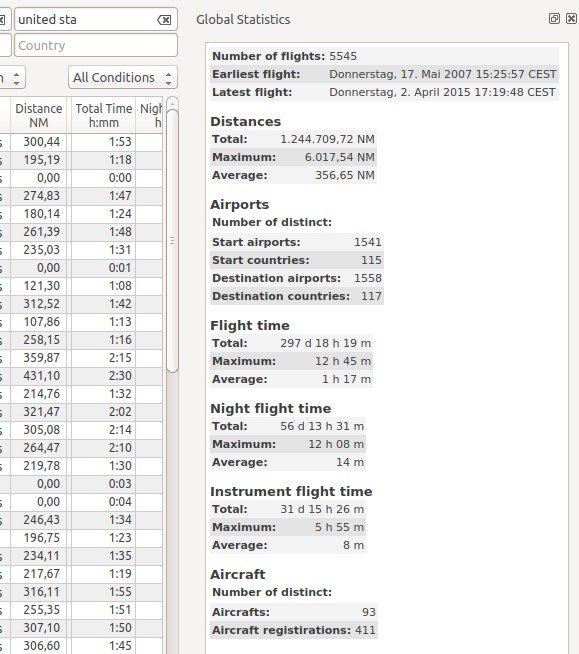 united sta
Country
n
All Conditions
Distance NM
Total Time h:mm
Nigh h
s 300,44 1:53
s 195,19 1:18
s 0,00 0:00
s 274,83 1:47
s 180,14 1:24
s 261,39 1:48
s 235,03 1:31
s 0,00 0:01
s 121,30 1:08
s 312,52 1:42
s 107,86 1:13
s 258,15 1:16
s 359,87 2:15
s 431,10 2:30
s 214,76 1:32
s 321,47 2:02
s 305,08 2:14
s 264,47 2:10
s 219,78 1:30
s 0,00 0:03
s 0,00 0:04
s 246,43 1:34
s 196,75 1:23
s 234,11 1:35
s 217,67 1:19
s 316,11 1:55
s 255,35 1:51
s 307,10 1:50
s 306,60 1:45
Global Statistics
Number of flights: 5545
Earliest flight: Donnerstag, 17. Mai 2007 15:25:57 CEST
Latest flight: Donnerstag, 2. April 2015 17:19:48 CEST
Distances
Total: 1.244.709,72 NM
Maximum: 6.017,54 NM
Average: 356,65 NM
Airports
Number of distinct:
Start airports: 1541
Start countries: 115
Destination airports: 1558
Destination countries: 117
Flight time
Total: 297 d 18 h 19 m
Maximum: 12 h 45 m
Average: 1 h 17 m
Night flight time
Total: 56 d 13 h 31 m
Maximum: 12 h 08 m
Average: 14 m
Instrument flight time
Total: 31 d 15 h 26 m
Maximum: 5 h 55 m
Average: 8 m
Aircraft
Number of distinct:
Aircrafts: 93
Aircraft registirations: 411